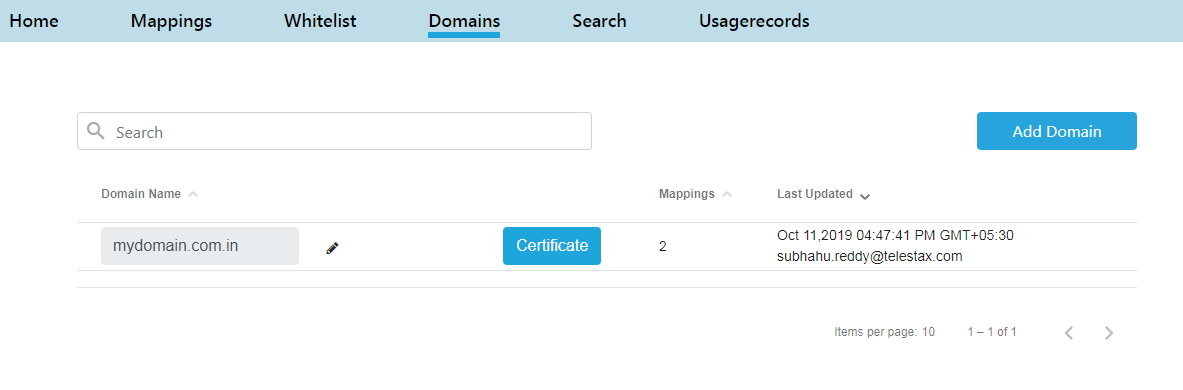 Home Mappings Whitelist Domains Search Usagerecords
Search
Add Domain
Domain Name Mappings Last Updated
mydomain.com.in Certificate 2 Oct 11,2019 04:47:41 PM GMT+05:30
subhahu.reddy@telestax.com
Items per page: 10 1 – 1 of 1